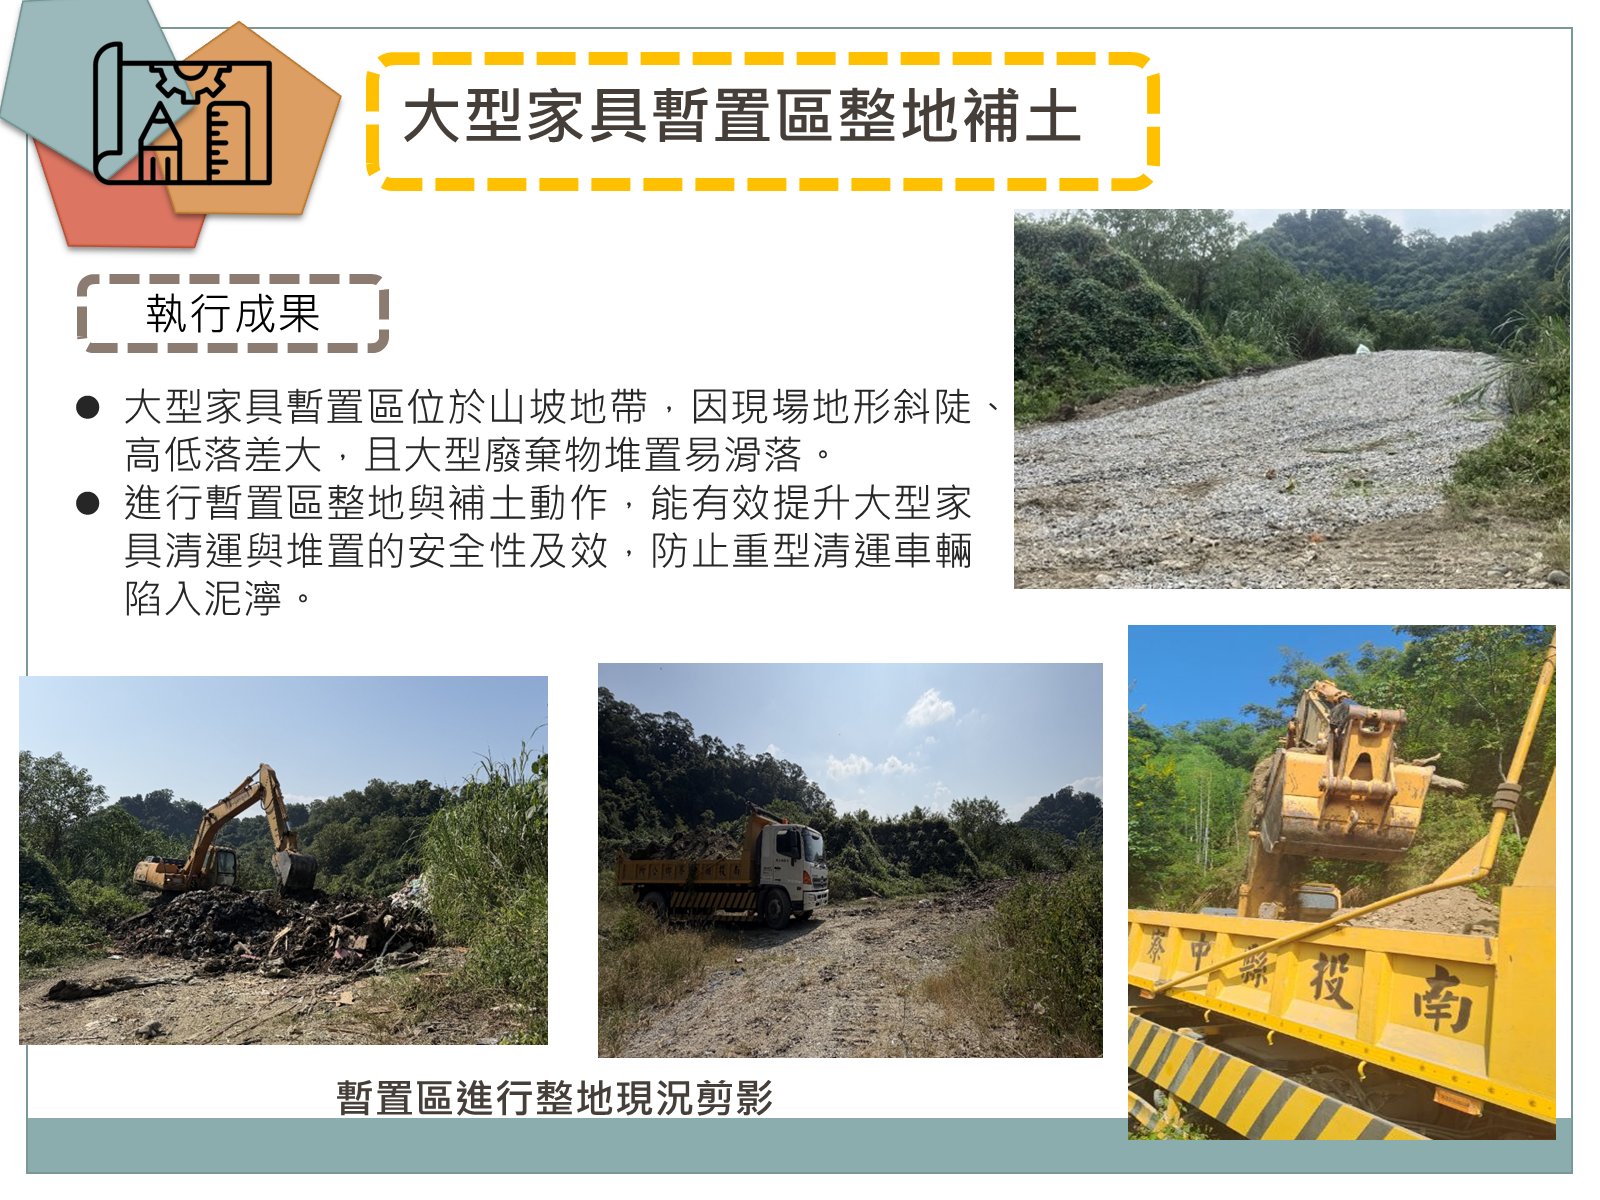 大型家具暫置區整地補土
執行成果
● 大型家具暫置區位於山坡地帶，因現場地形斜陡、
高低落差大，且大型廢棄物堆置易滑落。
● 進行暫置區整地與補土動作，能有效提升大型家
具清運與堆置的安全性及效，防止重型清運車輛
陷入泥濘。
寮中縣投南
暫置區進行整地現況剪影